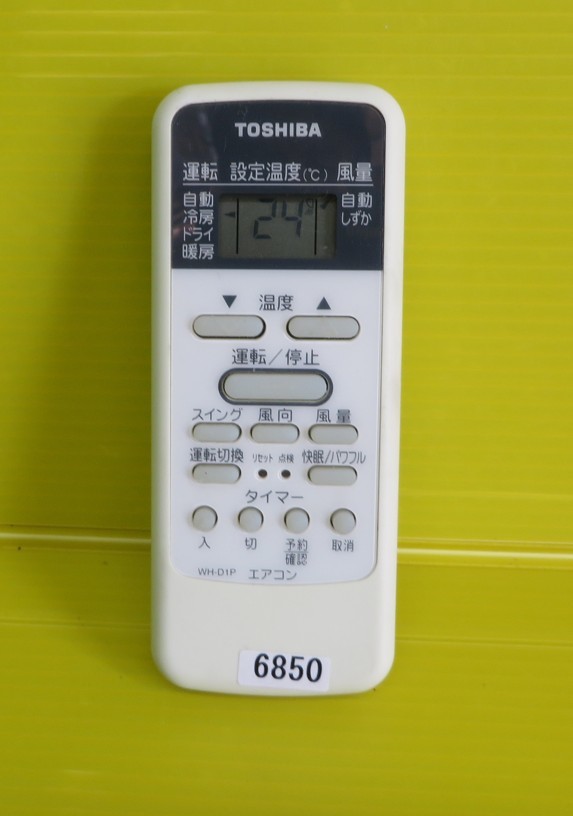 TOSHIBA
運転 設定温度(℃) 風量
自動
冷房
ドライ
暖房
24
自動
しずか
▼ 温度 ▲
運転/停止
スイング 風向 風量
運転切換 リセット 点検 快眠/パワフル
タイマー
入 切 予約 取消
確認
WH-D1P エアコン
6850